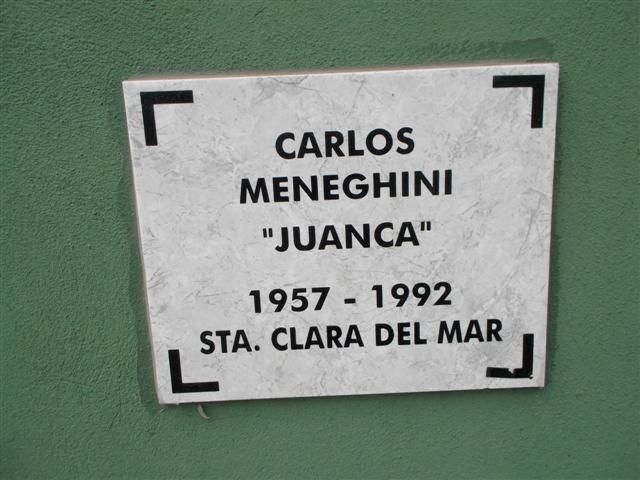 CARLOS
MENEGHINI
"JUANCA"
1957 - 1992
STA. CLARA DEL MAR